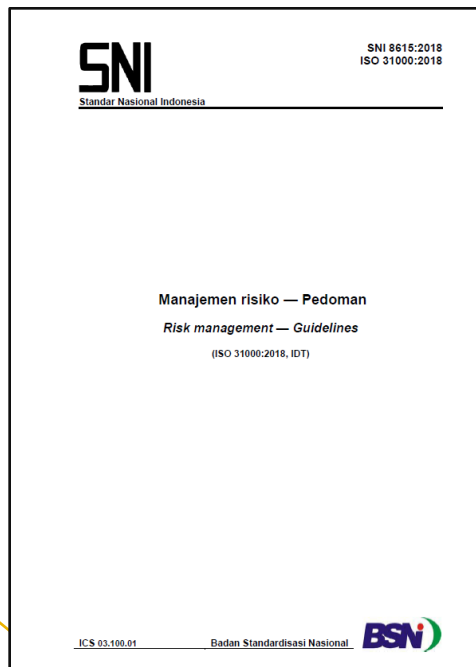 SNI
Standar Nasional Indonesia
SNI 8615:2018
ISO 31000:2018
Manajemen risiko — Pedoman
Risk management — Guidelines
(ISO 31000:2018, IDT)
ICS 03.100.01
Badan Standardisasi Nasional
BSNi